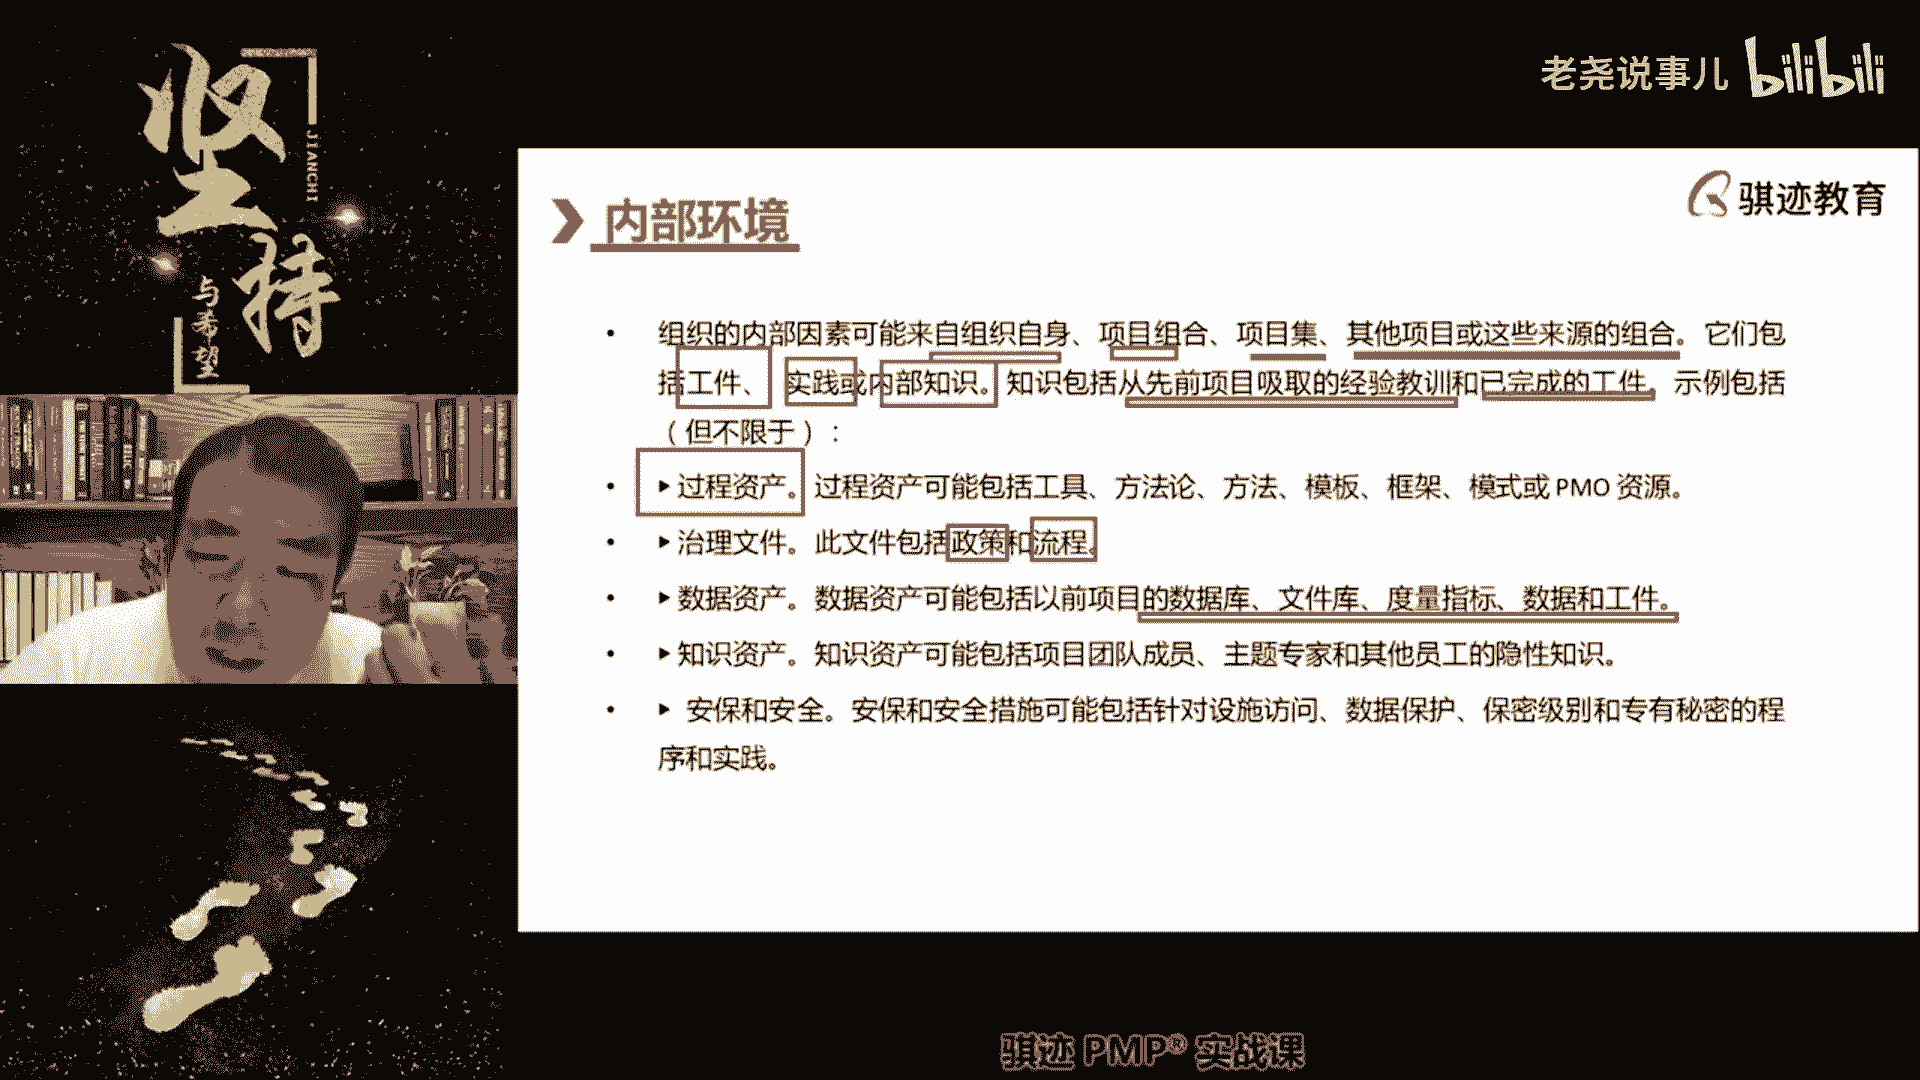 坚持
JIANCHI
与希望
老尧说事儿 bilibili
骐迹教育
内部环境
• 组织的内部因素可能来自组织自身、项目组合、项目集、其他项目或这些来源的组合。它们包
括工件、 实践或内部知识。知识包括从先前项目吸取的经验教训和已完成的工件。示例包括
（但不限于）：
• ▶过程资产。过程资产可能包括工具、方法论、方法、模板、框架、模式或 PMO 资源。
• ▶治理文件。此文件包括政策和流程。
• ▶数据资产。数据资产可能包括以前项目的数据库、文件库、度量指标、数据和工件。
• ▶知识资产。知识资产可能包括项目团队成员、主题专家和其他员工的隐性知识。
• ▶ 安保和安全。安保和安全措施可能包括针对设施访问、数据保护、保密级别和专有秘密的程
序和实践。
骐迹 PMP® 实战课